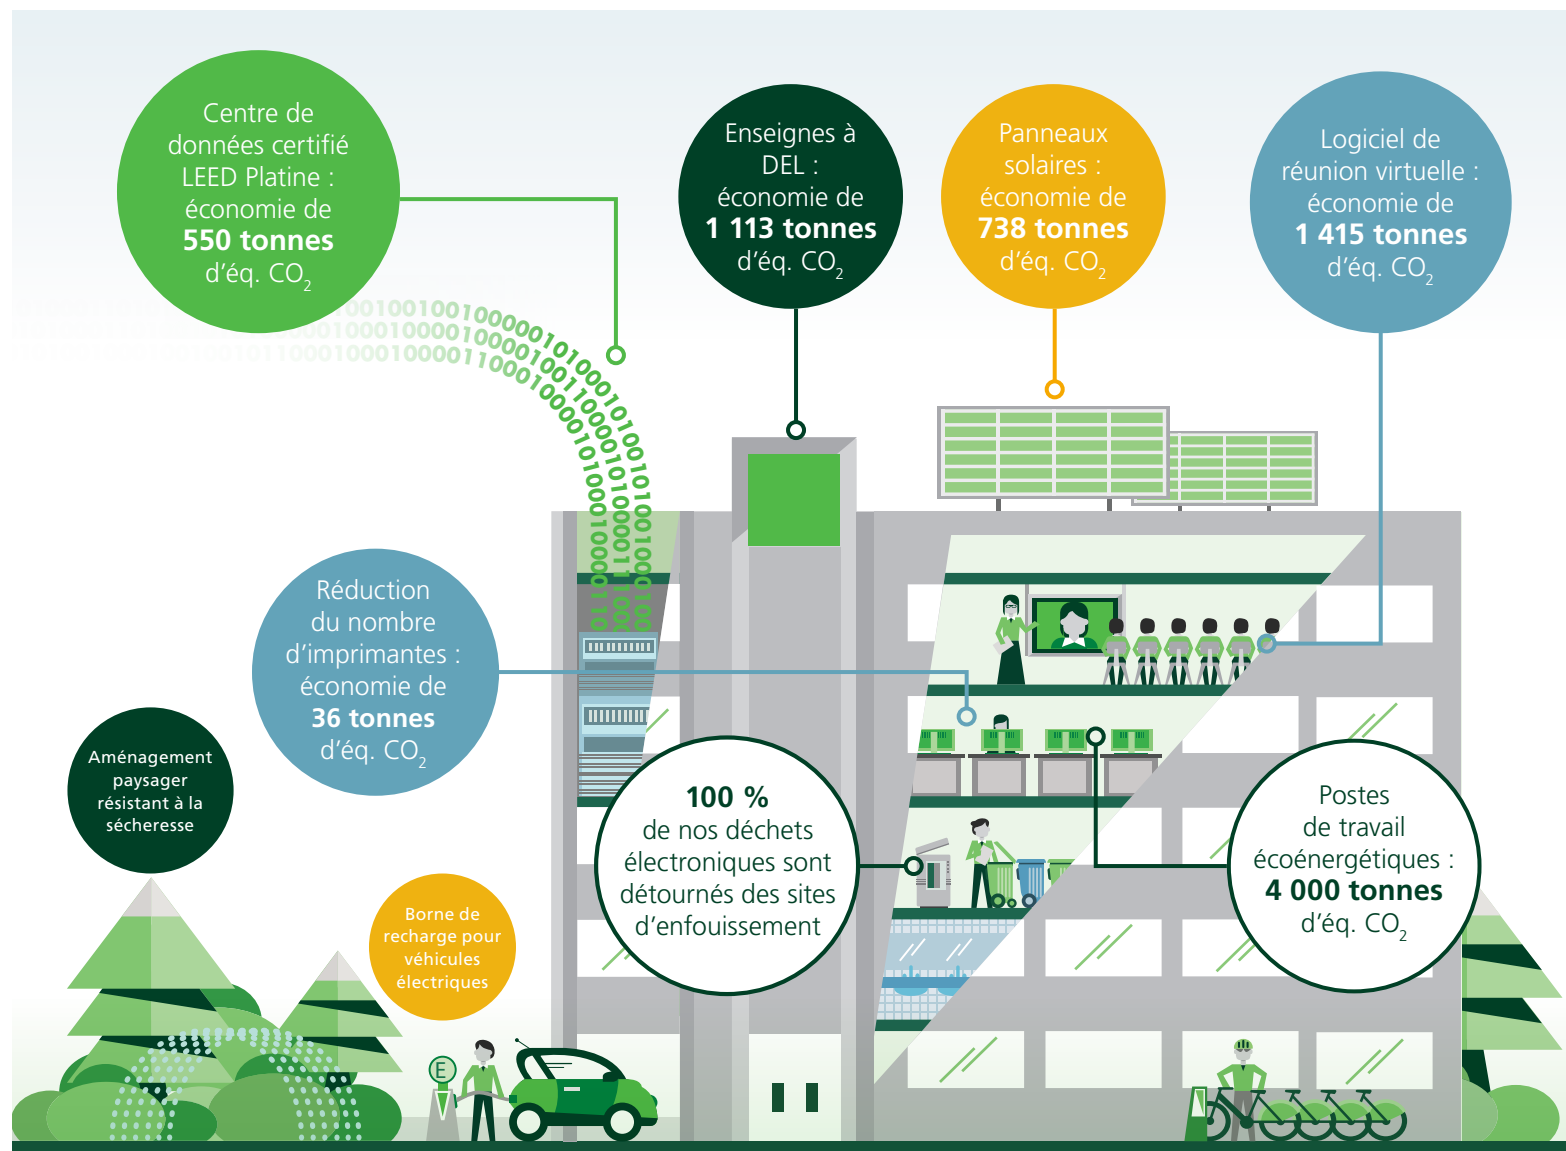 Centre de
données certifié
LEED Platine :
économie de
550 tonnes
d’éq. CO2
Enseignes à
DEL :
économie de
1 113 tonnes
d’éq. CO2
Panneaux
solaires :
économie de
738 tonnes
d’éq. CO2
Logiciel de
réunion virtuelle :
économie de
1 415 tonnes
d’éq. CO2
Réduction
du nombre
d’imprimantes :
économie de
36 tonnes
d’éq. CO2
Aménagement
paysager
résistant à la
sécheresse
100 %
de nos déchets
électroniques sont
détournés des sites
d’enfouissement
Postes
de travail
écoénergétiques :
4 000 tonnes
d’éq. CO2
Borne de
recharge pour
véhicules
électriques
E